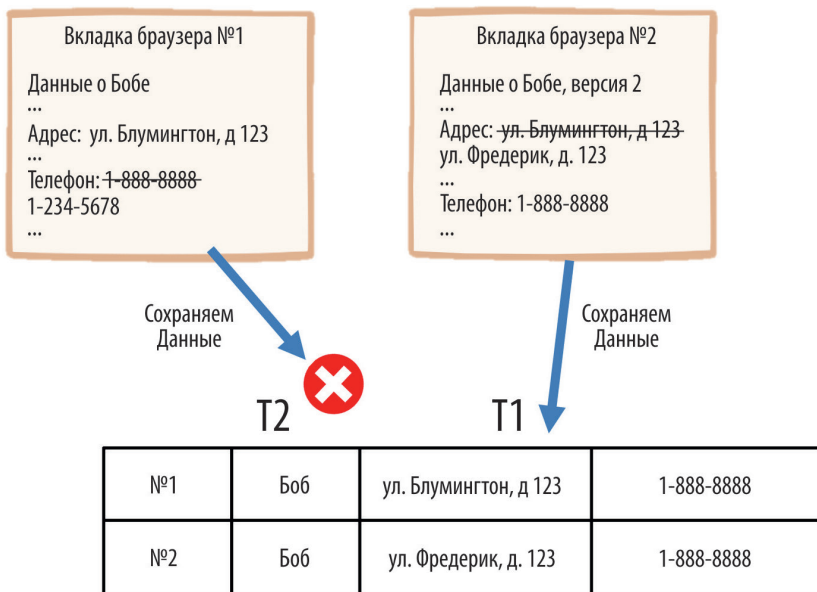 Вкладка браузера №1
Данные о Бобе
...
Адрес: ул. Блумингтон, д 123
...
Телефон: 1-888-8888
1-234-5678
...
Вкладка браузера №2
Данные о Бобе, версия 2
...
Адрес: ул. Блумингтон, д 123
ул. Фредерик, д. 123
...
Телефон: 1-888-8888
...
Сохраняем
Данные
Сохраняем
Данные
T2
T1
№1 Боб ул. Блумингтон, д 123 1-888-8888
№2 Боб ул. Фредерик, д. 123 1-888-8888